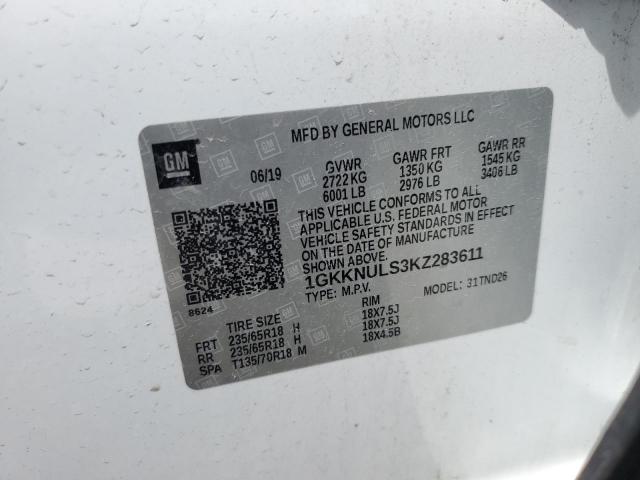 MFD BY GENERAL MOTORS LLC
GM
06/19
GVWR GAWR FRT GAWR RR
2722 KG 1350 KG 1545 KG
6001 LB 2976 LB 3406 LB
THIS VEHICLE CONFORMS TO ALL
APPLICABLE U.S. FEDERAL MOTOR
VEHICLE SAFETY STANDARDS IN EFFECT
ON THE DATE OF MANUFACTURE
SHOWN ABOVE.
1GKKNULS3KZ283611
TYPE: M.P.V. MODEL: 31TND26
8624
TIRE SIZE RIM
FRT 235/65R18 H 18X7.5J
RR 235/65R18 H 18X7.5J
SPA T135/70R18 M 18X4.5B